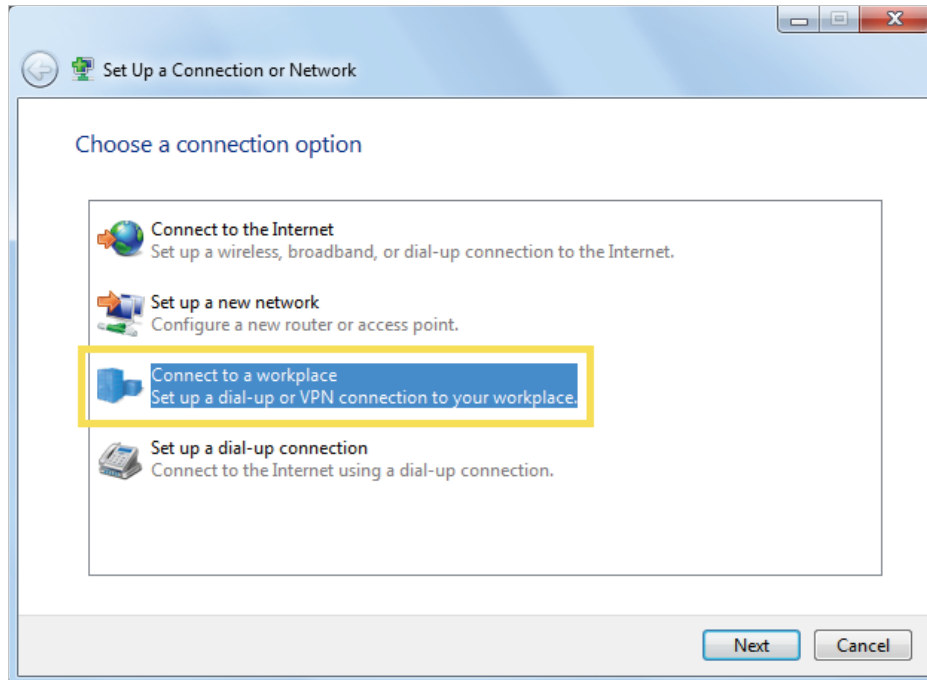 Set Up a Connection or Network
Choose a connection option
Connect to the Internet
Set up a wireless, broadband, or dial-up connection to the Internet.
Set up a new network
Configure a new router or access point.
Connect to a workplace
Set up a dial-up or VPN connection to your workplace.
Set up a dial-up connection
Connect to the Internet using a dial-up connection.
Next Cancel